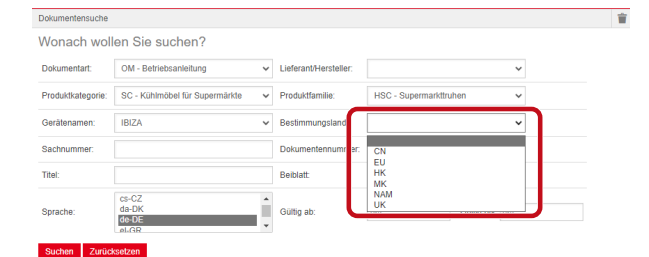 Dokumentensuche
Wonach wollen Sie suchen?
Dokumentart: OM - Betriebsanleitung Lieferant/Hersteller:
Produktkategorie: SC - Kühlmöbel für Supermärkte Produktfamilie: HSC - Supermarkttruhen
Gerätenamen: IBIZA Bestimmungsland
Sachnummer: Dokumentennummer:
CN
EU
HK
MK
NAM
UK
Titel: Beiblatt:
Sprache: cs-CZ
da-DK
de-DE
el-GR
Gültig ab:
Suchen Zurücksetzen